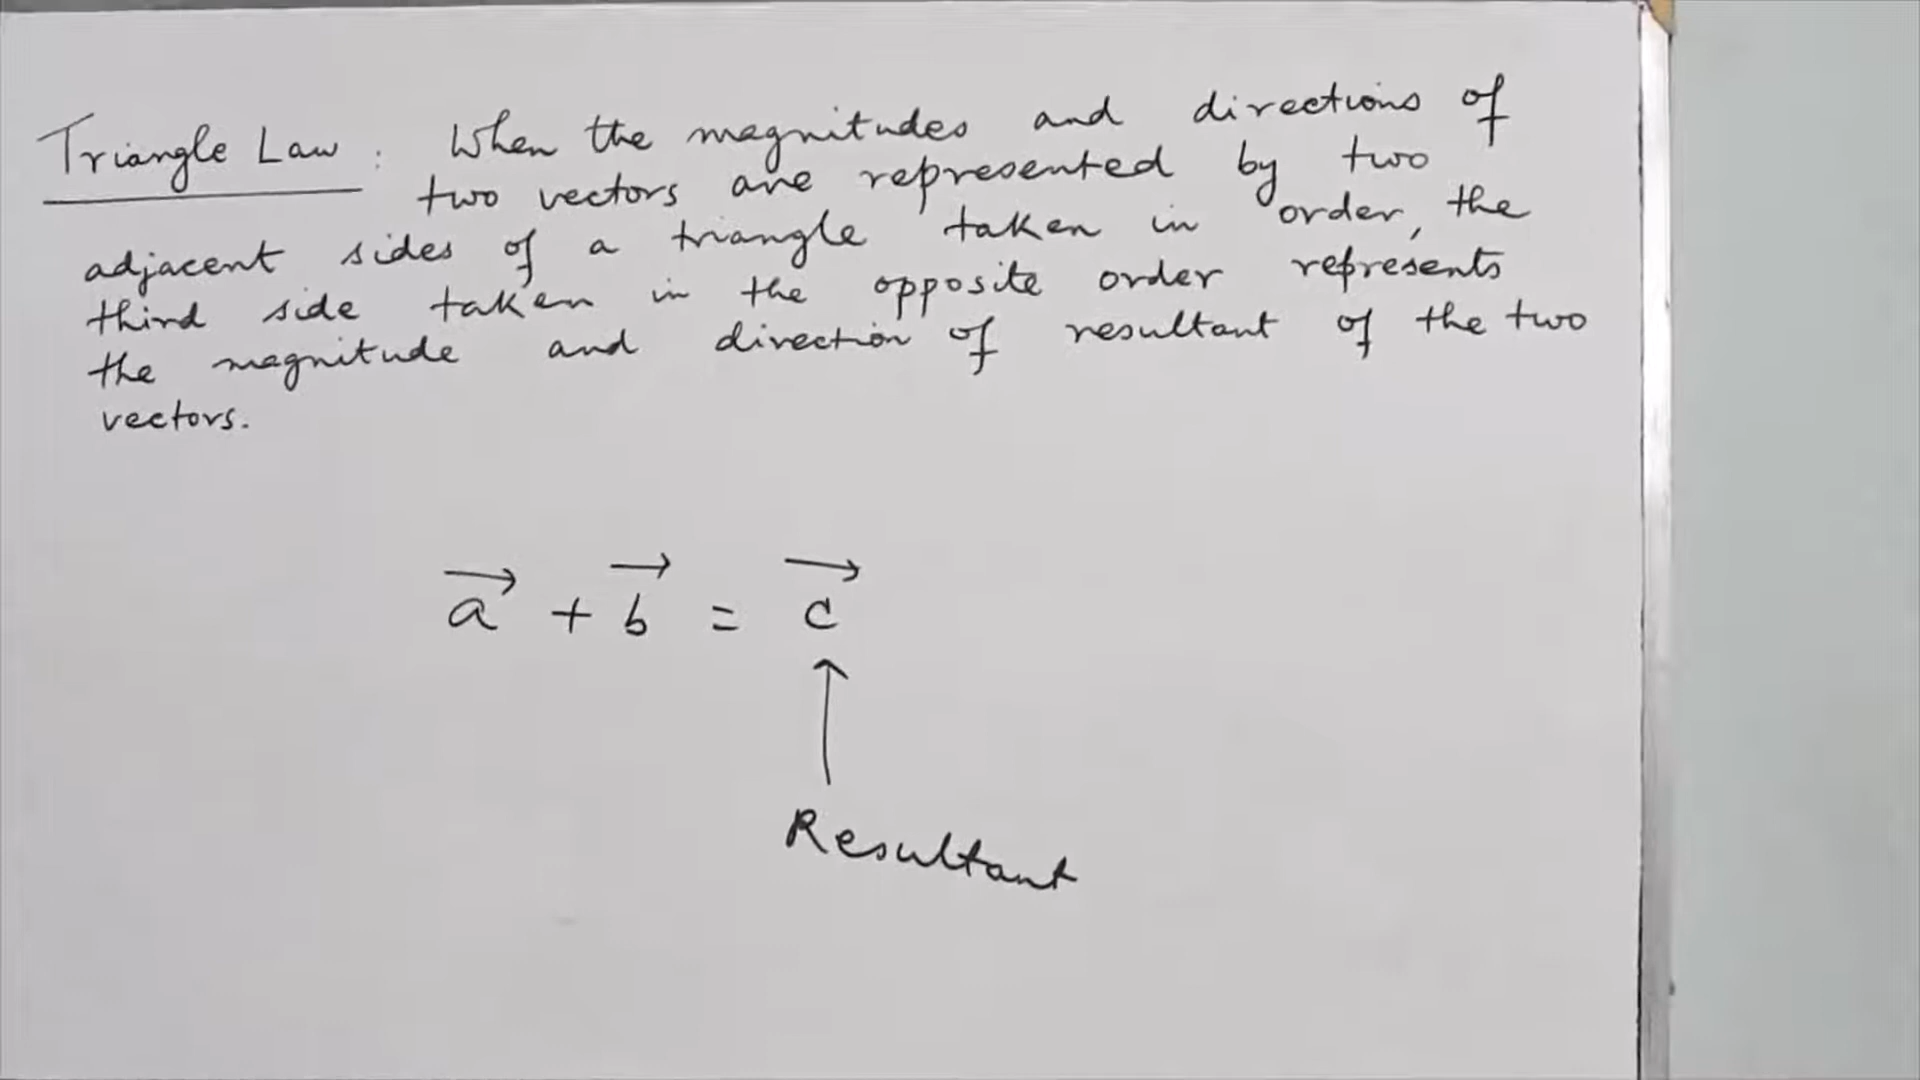 Triangle Law : When the magnitudes and directions of
two vectors are represented by two
adjacent sides of a triangle taken in order, the
third side taken in the opposite order represents
the magnitude and direction of resultant of the two
vectors.
a⃗ + b⃗ = c⃗
Resultant